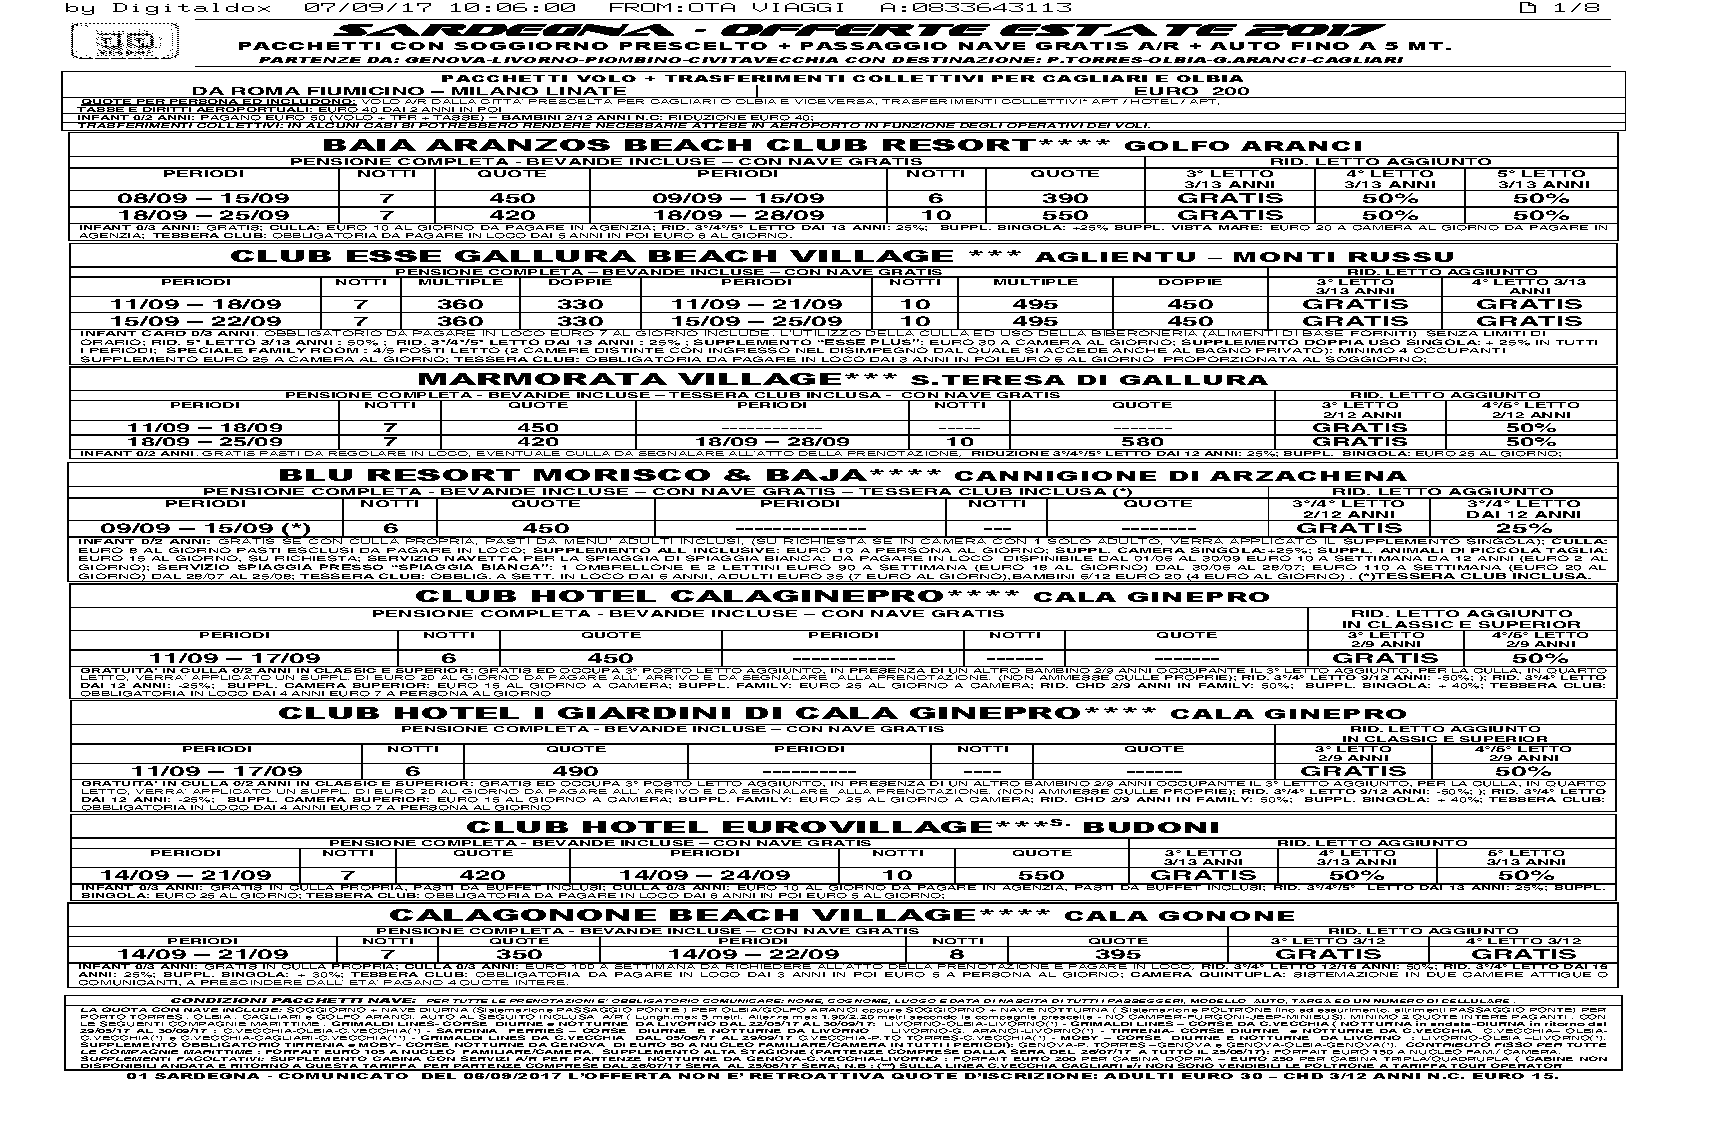 by Digitaldox 07/09/17 10:06:00 FROM:OTA VIAGGI A:0833643113 1/8
SARDEGNA - OFFERTE ESTATE 2017
PACCHETTI CON SOGGIORNO PRESCELTO + PASSAGGIO NAVE GRATIS A/R + AUTO FINO A 5 MT.
PARTENZE DA: GENOVA-LIVORNO-PIOMBINO-CIVITAVECCHIA CON DESTINAZIONE: P.TORRES-OLBIA-G.ARANCI-CAGLIARI
PACCHETTI VOLO + TRASFERIMENTI COLLETTIVI PER CAGLIARI E OLBIA
DA ROMA FIUMICINO – MILANO LINATE EURO 200
QUOTE PER PERSONA ED INCLUDONO: VOLO A/R DALLA CITTA' PRESCELTA PER CAGLIARI O OLBIA E VICEVERSA, TRASFERIMENTI COLLETTIVI* APT / HOTEL / APT,
TASSE E DIRITTI AEROPORTUALI: EURO 40 DAI 2 ANNI IN POI
INFANT 0/2 ANNI: PAGANO EURO 50 (VOLO + TRF + TASSE) – BAMBINI 2/12 ANNI N.C: RIDUZIONE EURO 40;
TRASFERIMENTI COLLETTIVI: IN ALCUNI CASI SI POTREBBERO RENDERE NECESSARIE ATTESE IN AEROPORTO IN FUNZIONE DEGLI OPERATIVI DEI VOLI.
BAIA ARANZOS BEACH CLUB RESORT**** GOLFO ARANCI
PENSIONE COMPLETA - BEVANDE INCLUSE – CON NAVE GRATIS RID. LETTO AGGIUNTO
PERIODI NOTTI QUOTE PERIODI NOTTI QUOTE 3° LETTO 4° LETTO 5° LETTO
3/13 ANNI 3/13 ANNI 3/13 ANNI
08/09 – 15/09 7 450 09/09 – 15/09 6 390 GRATIS 50% 50%
18/09 – 25/09 7 420 18/09 – 28/09 10 550 GRATIS 50% 50%
INFANT 0/3 ANNI: GRATIS; CULLA: EURO 10 AL GIORNO DA PAGARE IN AGENZIA; RID. 3°/4°/5° LETTO DAI 13 ANNI: 25%; SUPPL. SINGOLA: +25% SUPPL. VISTA MARE: EURO 20 A CAMERA AL GIORNO DA PAGARE IN
AGENZIA; TESSERA CLUB: OBBLIGATORIA DA PAGARE IN LOCO DAI 5 ANNI IN POI EURO 6 AL GIORNO.
CLUB ESSE GALLURA BEACH VILLAGE *** AGLIENTU – MONTI RUSSU
PENSIONE COMPLETA – BEVANDE INCLUSE – CON NAVE GRATIS RID. LETTO AGGIUNTO
PERIODI NOTTI MULTIPLE DOPPIE PERIODI NOTTI MULTIPLE DOPPIE 3° LETTO 4° LETTO 3/13
3/13 ANNI ANNI
11/09 – 18/09 7 360 330 11/09 – 21/09 10 495 450 GRATIS GRATIS
15/09 – 22/09 7 360 330 15/09 – 25/09 10 495 450 GRATIS GRATIS
INFANT CARD 0/3 ANNI. OBBLIGATORIO DA PAGARE IN LOCO EURO 7 AL GIORNO INCLUDE, L'UTILIZZO DELLA CULLA ED USO DELLA BIBERONERIA (ALIMENTI DI BASE FORNITI) SENZA LIMITI DI
ORARIO; RID. 5° LETTO 3/13 ANNI : 50% ; RID. 3°/4°/5° LETTO DAI 13 ANNI : 25% ; SUPPLEMENTO "ESSE PLUS": EURO 30 A CAMERA AL GIORNO; SUPPLEMENTO DOPPIA USO SINGOLA: + 25% IN TUTTI
I PERIODI; SPECIALE FAMILY ROOM : 4/5 POSTI LETTO (2 CAMERE DISTINTE CON INGRESSO NEL DISIMPEGNO DAL QUALE SI ACCEDE ANCHE AL BAGNO PRIVATO): MINIMO 4 OCCUPANTI
SUPPLEMENTO EURO 25 A CAMERA AL GIORNO; TESSERA CLUB: OBBLIGATORIA DA PAGARE IN LOCO DAI 3 ANNI IN POI EURO 5 AL GIORNO PROPORZIONATA AL SOGGIORNO;
MARMORATA VILLAGE*** S.TERESA DI GALLURA
PENSIONE COMPLETA - BEVANDE INCLUSE – TESSERA CLUB INCLUSA - CON NAVE GRATIS RID. LETTO AGGIUNTO
PERIODI NOTTI QUOTE PERIODI NOTTI QUOTE 3° LETTO 4°/5° LETTO
2/12 ANNI 2/12 ANNI
11/09 – 18/09 7 450 ------------ ----- ------- GRATIS 50%
18/09 – 25/09 7 420 18/09 – 28/09 10 580 GRATIS 50%
INFANT 0/2 ANNI. GRATIS PASTI DA REGOLARE IN LOCO, EVENTUALE CULLA DA SEGNALARE ALL'ATTO DELLA PRENOTAZIONE, RIDUZIONE 3°/4°/5° LETTO DAI 12 ANNI: 25%; SUPPL. SINGOLA: EURO 25 AL GIORNO;
BLU RESORT MORISCO & BAJA**** CANNIGIONE DI ARZACHENA
PENSIONE COMPLETA - BEVANDE INCLUSE – CON NAVE GRATIS – TESSERA CLUB INCLUSA (*) RID. LETTO AGGIUNTO
PERIODI NOTTI QUOTE PERIODI NOTTI QUOTE 3°/4° LETTO 3°/4° LETTO
2/12 ANNI DAI 12 ANNI
09/09 – 15/09 (*) 6 450 ------------- --- -------- GRATIS 25%
INFANT 0/2 ANNI: GRATIS SE CON CULLA PROPRIA, PASTI DA MENU' ADULTI INCLUSI, (SU RICHIESTA SE IN CAMERA CON 1 SOLO ADULTO, VERRA APPLICATO IL SUPPLEMENTO SINGOLA); CULLA:
EURO 8 AL GIORNO PASTI ESCLUSI DA PAGARE IN LOCO; SUPPLEMENTO ALL INCLUSIVE: EURO 10 A PERSONA AL GIORNO; SUPPL. CAMERA SINGOLA:+25%; SUPPL. ANIMALI DI PICCOLA TAGLIA:
EURO 15 AL GIORNO, SU RICHIESTA; SERVIZIO NAVETTA PER LA SPIAGGIA DI SPIAGGIA BIANCA: DA PAGARE IN LOCO DISPINIBILE DAL 01/06 AL 30/09 EURO 10 A SETTIMANA DA 12 ANNI (EURO 2 AL
GIORNO); SERVIZIO SPIAGGIA PRESSO "SPIAGGIA BIANCA": 1 OMBRELLONE E 2 LETTINI EURO 90 A SETTIMANA (EURO 18 AL GIORNO) DAL 30/06 AL 28/07; EURO 110 A SETTIMANA (EURO 20 AL
GIORNO) DAL 28/07 AL 25/08; TESSERA CLUB: OBBLIG. A SETT. IN LOCO DAI 5 ANNI, ADULTI EURO 35 (7 EURO AL GIORNO),BAMBINI 5/12 EURO 20 (4 EURO AL GIORNO) . (*)TESSERA CLUB INCLUSA.
CLUB HOTEL CALAGINEPRO**** CALA GINEPRO
PENSIONE COMPLETA - BEVANDE INCLUSE – CON NAVE GRATIS RID. LETTO AGGIUNTO
IN CLASSIC E SUPERIOR
PERIODI NOTTI QUOTE PERIODI NOTTI QUOTE 3° LETTO 4°/5° LETTO
2/9 ANNI 2/9 ANNI
11/09 – 17/09 6 450 ----------- ------ ------- GRATIS 50%
GRATUITA' IN CULLA 0/2 ANNI IN CLASSIC E SUPERIOR: GRATIS ED OCCUPA 3° POSTO LETTO AGGIUNTO, IN PRESENZA DI UN ALTRO BAMBINO 2/9 ANNI OCCUPANTE IL 3° LETTO AGGIUNTO, PER LA CULLA, IN QUARTO
LETTO, VERRA' APPLICATO UN SUPPL. DI EURO 20 AL GIORNO DA PAGARE ALL' ARRIVO E DA SEGNALARE ALLA PRENOTAZIONE. (NON AMMESSE CULLE PROPRIE); RID. 3°/4° LETTO 9/12 ANNI: -50%; ); RID. 3°/4° LETTO
DAI 12 ANNI: -25%; SUPPL. CAMERA SUPERIOR: EURO 15 AL GIORNO A CAMERA; SUPPL. FAMILY: EURO 25 AL GIORNO A CAMERA; RID. CHD 2/9 ANNI IN FAMILY: 50%; SUPPL. SINGOLA: + 40%; TESSERA CLUB:
OBBLIGATORIA IN LOCO DAI 4 ANNI EURO 7 A PERSONA AL GIORNO
CLUB HOTEL I GIARDINI DI CALA GINEPRO**** CALA GINEPRO
PENSIONE COMPLETA - BEVANDE INCLUSE – CON NAVE GRATIS RID. LETTO AGGIUNTO
IN CLASSIC E SUPERIOR
PERIODI NOTTI QUOTE PERIODI NOTTI QUOTE 3° LETTO 4°/5° LETTO
2/9 ANNI 2/9 ANNI
11/09 – 17/09 6 490 ---------- ---- ------ GRATIS 50%
GRATUITA' IN CULLA 0/2 ANNI IN CLASSIC E SUPERIOR: GRATIS ED OCCUPA 3° POSTO LETTO AGGIUNTO, IN PRESENZA DI UN ALTRO BAMBINO 2/9 ANNI OCCUPANTE IL 3° LETTO AGGIUNTO, PER LA CULLA, IN QUARTO
LETTO, VERRA' APPLICATO UN SUPPL. DI EURO 20 AL GIORNO DA PAGARE ALL' ARRIVO E DA SEGNALARE ALLA PRENOTAZIONE. (NON AMMESSE CULLE PROPRIE); RID. 3°/4° LETTO 9/12 ANNI: -50%; ); RID. 3°/4° LETTO
DAI 12 ANNI: -25%; SUPPL. CAMERA SUPERIOR: EURO 15 AL GIORNO A CAMERA; SUPPL. FAMILY: EURO 25 AL GIORNO A CAMERA; RID. CHD 2/9 ANNI IN FAMILY: 50%; SUPPL. SINGOLA: + 40%; TESSERA CLUB:
OBBLIGATORIA IN LOCO DAI 4 ANNI EURO 7 A PERSONA AL GIORNO
CLUB HOTEL EUROVILLAGE***S. BUDONI
PENSIONE COMPLETA - BEVANDE INCLUSE – CON NAVE GRATIS RID. LETTO AGGIUNTO
PERIODI NOTTI QUOTE PERIODI NOTTI QUOTE 3° LETTO 4° LETTO 5° LETTO
3/13 ANNI 3/13 ANNI 3/13 ANNI
14/09 – 21/09 7 420 14/09 – 24/09 10 550 GRATIS 50% 50%
INFANT 0/3 ANNI: GRATIS IN CULLA PROPRIA, PASTI DA BUFFET INCLUSI; CULLA 0/3 ANNI: EURO 10 AL GIORNO DA PAGARE IN AGENZIA, PASTI DA BUFFET INCLUSI; RID. 3°/4°/5° LETTO DAI 13 ANNI: 25%; SUPPL.
SINGOLA: EURO 25 AL GIORNO; TESSERA CLUB: OBBLIGATORIA DA PAGARE IN LOCO DAI 6 ANNI IN POI EURO 5 AL GIORNO;
CALAGONONE BEACH VILLAGE**** CALA GONONE
PENSIONE COMPLETA - BEVANDE INCLUSE – CON NAVE GRATIS RID. LETTO AGGIUNTO
PERIODI NOTTI QUOTE PERIODI NOTTI QUOTE 3° LETTO 3/12 4° LETTO 3/12
14/09 – 21/09 7 350 14/09 – 22/09 8 395 GRATIS GRATIS
INFANT 0/3 ANNI: GRATIS IN CULLA PROPRIA; CULLA 0/3 ANNI: EURO 100 A SETTIMANA DA RICHIEDERE ALL'ATTO DELLA PRENOTAZIONE E PAGARE IN LOCO, RID. 3°/4° LETTO 12/16 ANNI: 50%; RID. 3°/4° LETTO DAI 16
ANNI: 25%; SUPPL. SINGOLA: + 30%; TESSERA CLUB: OBBLIGATORIA DA PAGARE IN LOCO 3 ANNI IN POI EURO 5 A PERSONA AL GIORNO; CAMERA QUINTUPLA: SISTEMAZIONE IN DUE CAMERE ATTIGUE O
COMUNICANTI, A PRESCINDERE DALL' ETA' PAGANO 4 QUOTE INTERE.
CONDIZIONI PACCHETTI NAVE: PER TUTTE LE PRENOTAZIONI E' OBBLIGATORIO COMUNICARE: NOME, COGNOME, LUOGO E DATA DI NASCITA DI TUTTI I PASSEGGERI, MODELLO AUTO, TARGA ED UN NUMERO DI CELLULARE .
01 SARDEGNA - COMUNICATO DEL 06/09/2017 L'OFFERTA NON E' RETROATTIVA QUOTE D'ISCRIZIONE: ADULTI EURO 30 – CHD 3/12 ANNI N.C. EURO 15.